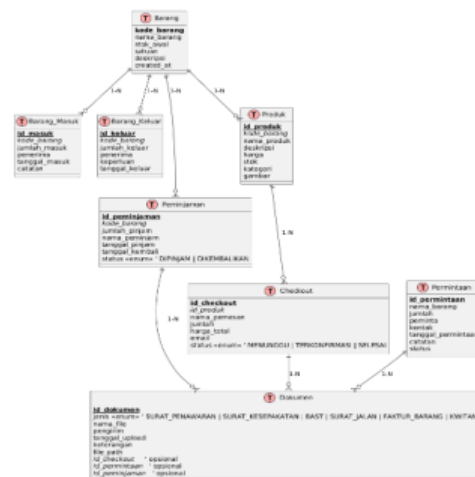 T Barang
kode_barang
nama_barang
stok_awal
satuan
deskripsi
created_at
1-N
1-N
1-N
1-N
T Barang_Masuk
id_masuk
kode_barang
jumlah_masuk
penerima
tanggal_masuk
catatan
T Barang_Keluar
id_keluar
kode_barang
jumlah_keluar
penerima
keperluan
tanggal_keluar
T Produk
id_produk
kode_barang
nama_produk
deskripsi
harga
stok
kategori
gambar
T Peminjaman
id_peminjaman
kode_barang
jumlah_pinjam
nama_peminjam
tanggal_pinjam
tanggal_kembali
status <enum> ' DIPINJAM || DIKEMBALIKAN
1-N
T Checkout
id_checkout
id_produk
nama_pemesan
jumlah
harga_total
email
status <enum> ' MENUNGGU | TERKONFIRMASI || SELESAI
T Permintaan
id_permintaan
nama_barang
jumlah
peminta
kontak
tanggal_permintaan
catatan
status
1-N
1-N
1-N
T Dokumen
id_dokumen
jenis <enum> ' SURAT_PENAWARAN | SURAT_KESEPAKATAN | BAST | SURAT_JALAN | FAKTUR_BARANG | KWITAN
nama_file
pengirim
tanggal_upload
keterangan
file_path
id_checkout ' opsional
id_permintaan ' opsional
id_peminjaman ' opsional